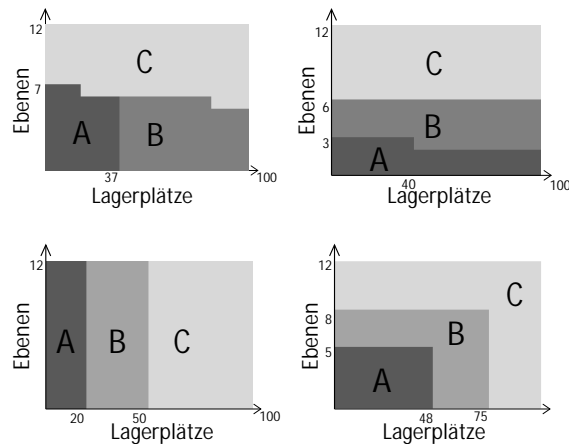 12
7
Ebenen
C
A
B
37
100
Lagerplätze
12
6
3
Ebenen
C
B
A
40
100
Lagerplätze
12
Ebenen
A B C
20 50 100
Lagerplätze
12
8
5
Ebenen
C
B
A
48 75
Lagerplätze